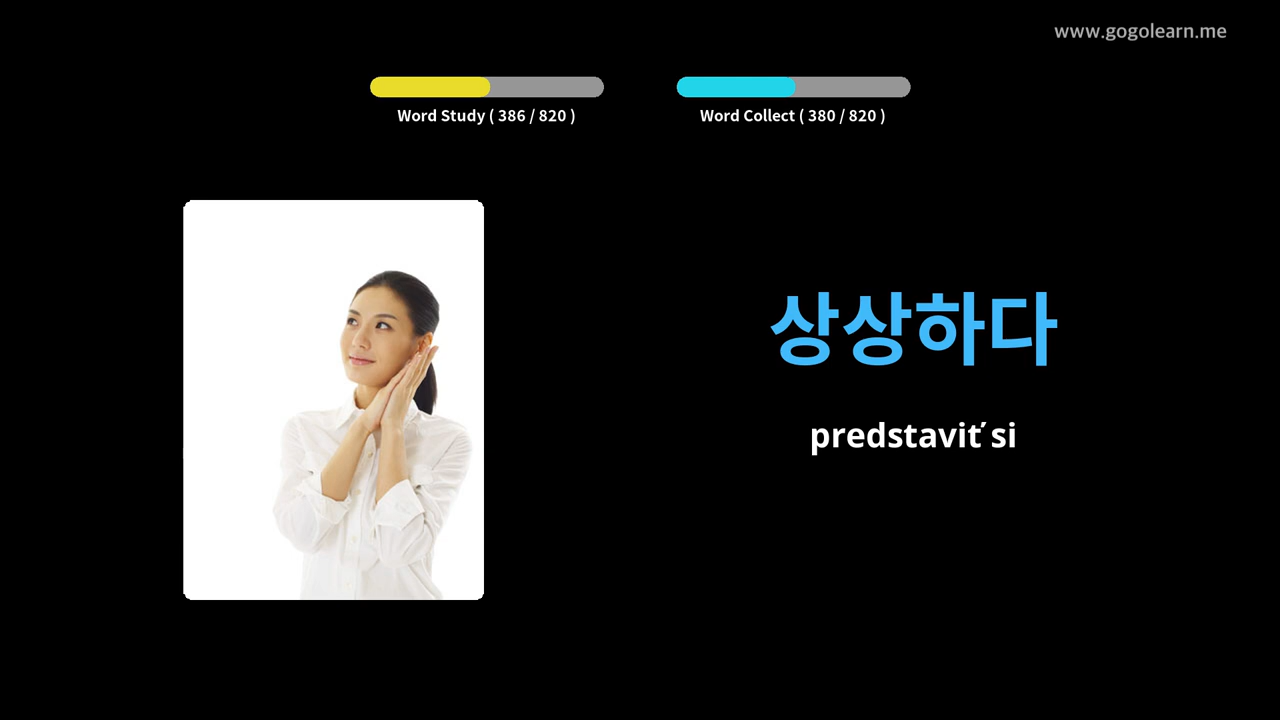 www.gogolearn.me
Word Study ( 386 / 820 )
Word Collect ( 380 / 820 )
상상하다
predstaviť si